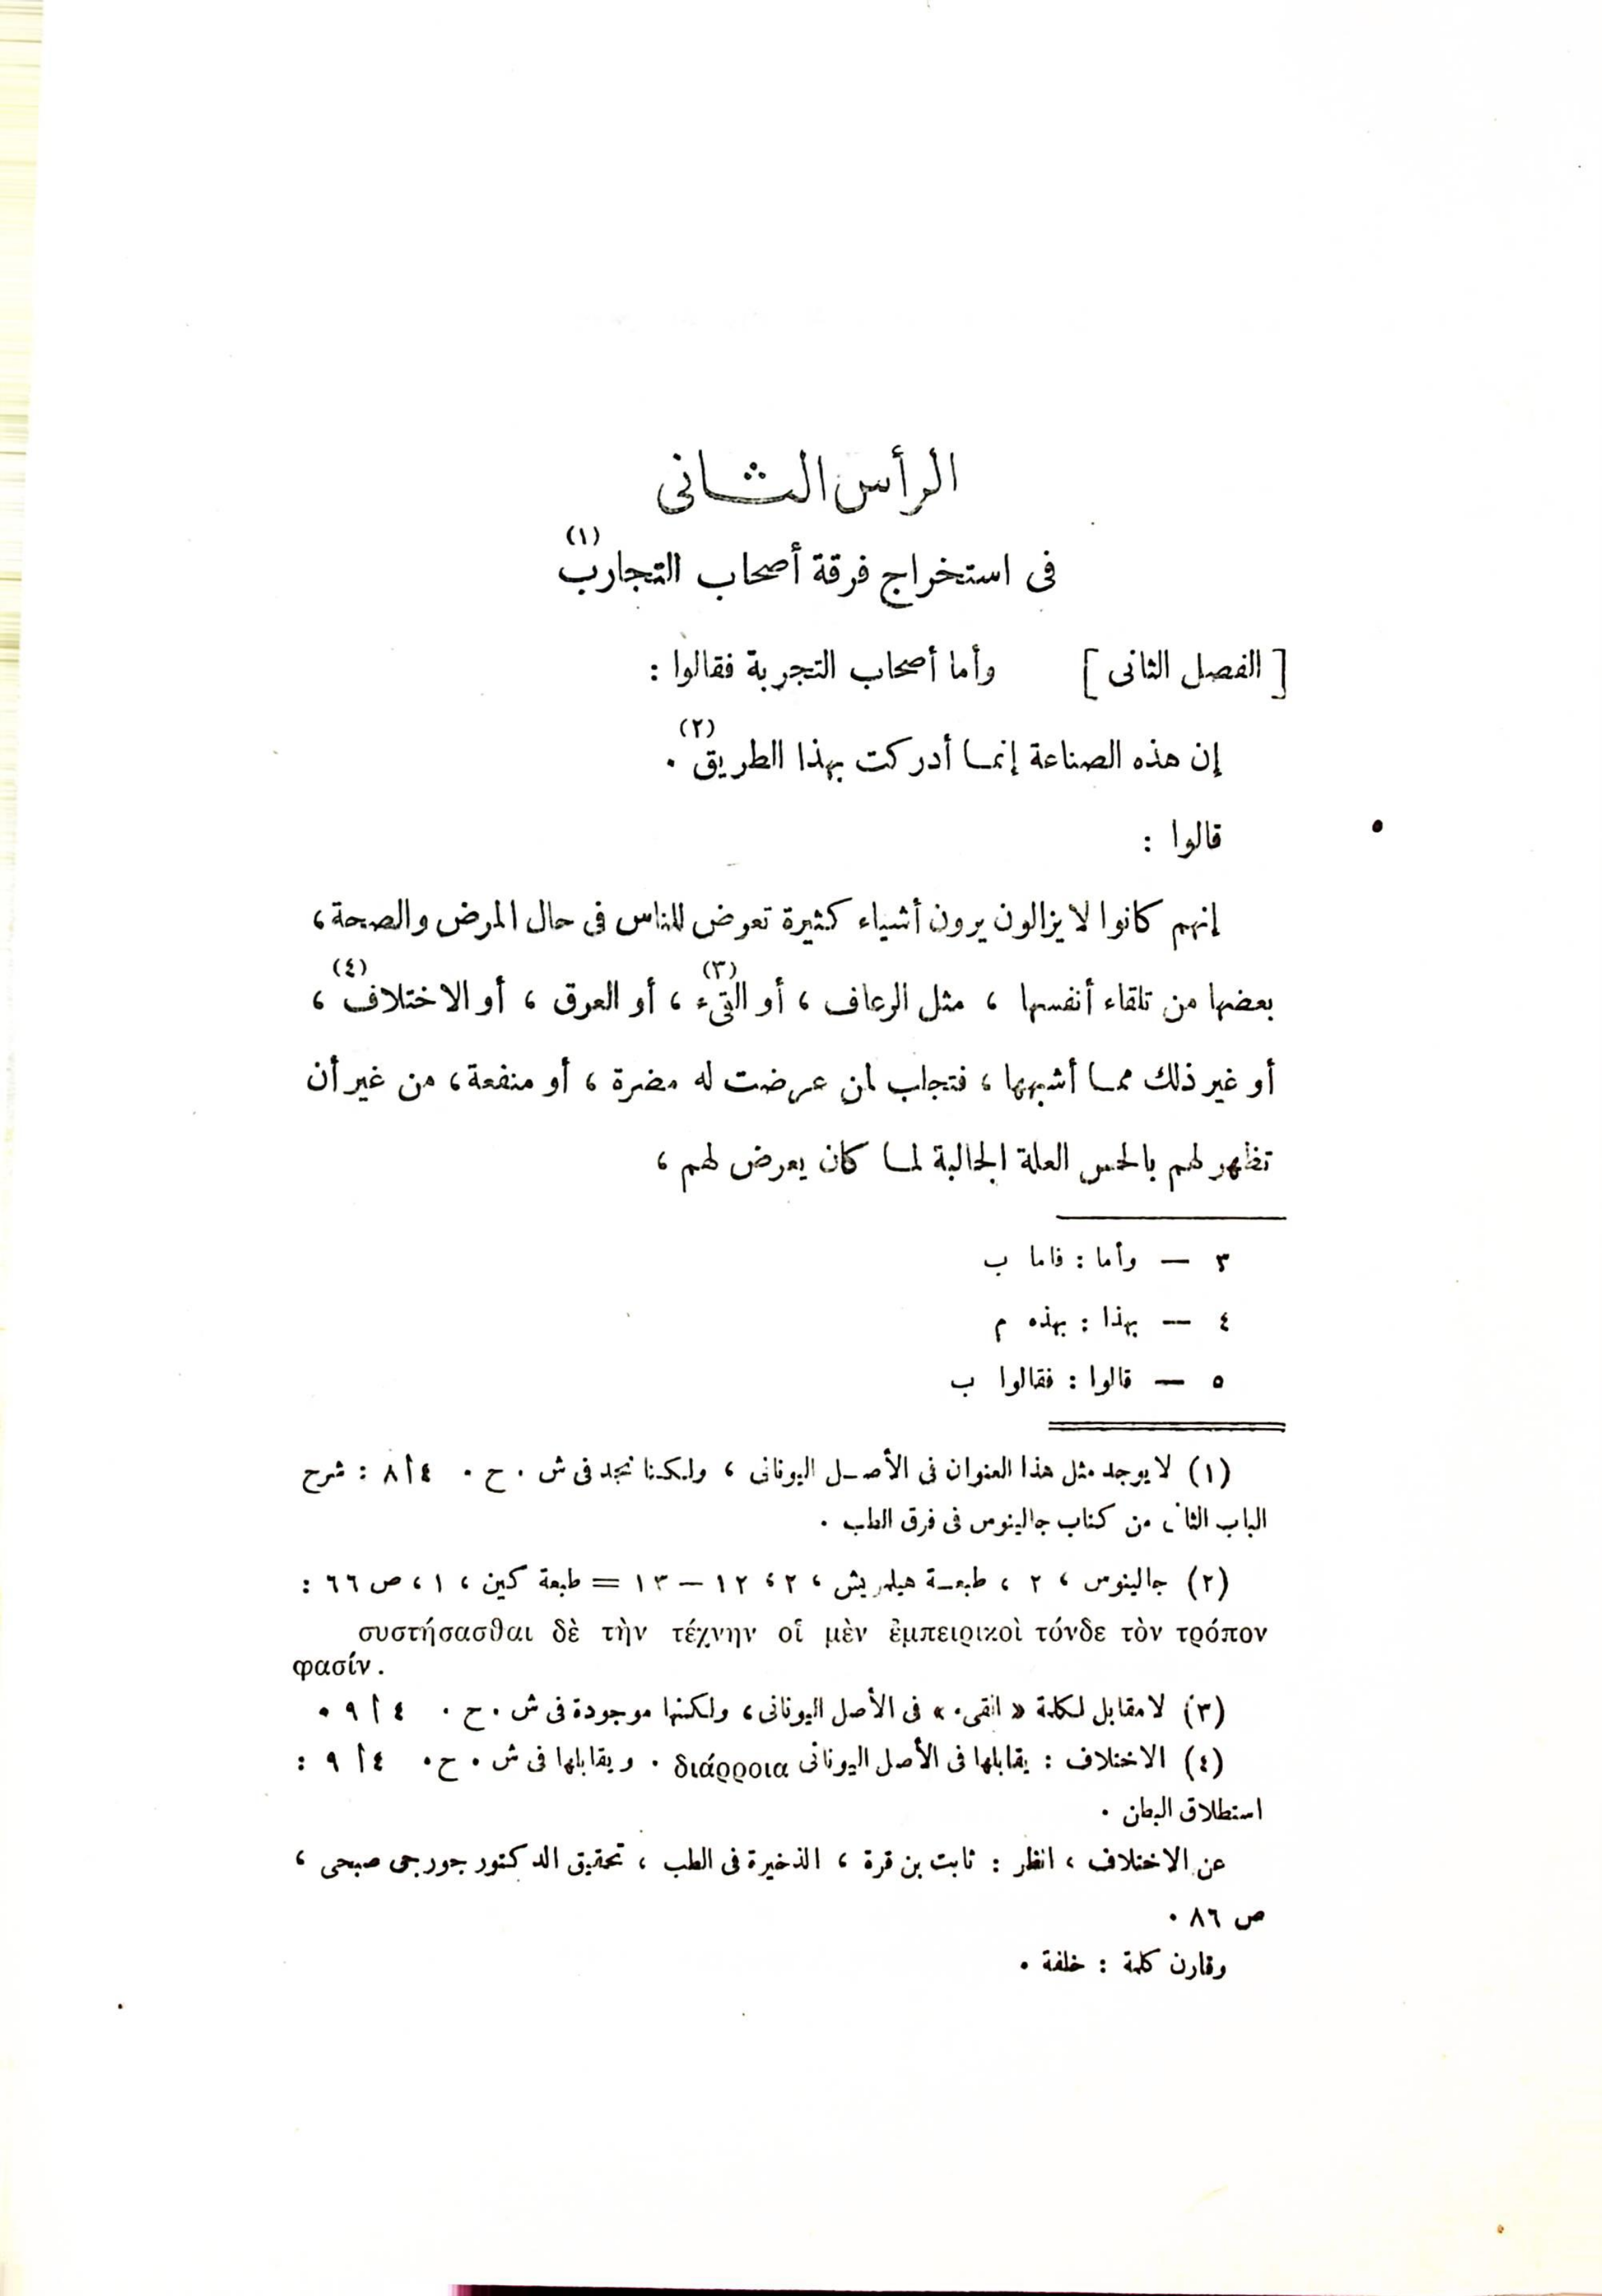 الرأس الثانى
فى استخراج فرقة أصحاب التجارب (١)
[ الفصل الثانى ] وأما أصحاب التجربة فقالوا :
إن هذه الصناعة إنما أدركت بهذا الطريق (٢) .
قالوا : ٥
إنهم كانوا لا يزالون يرون أشياء كثيرة تعرض للناس فى حال المرض والصحة ،
بعضها من تلقاء أنفسها ، مثل الرعاف ، أو القىء (٣) ، أو العرق ، أو الاختلاف (٤) ،
أو غير ذلك مما أشبهها ، فتجلب لمن عرضت له مضرة ، أو منفعة ، من غير أن
تظهر لهم بالحس العلة الجالبة لما كان يعرض لهم ،
٣ — وأما : فاما ب
٤ — بهذا : بهذه م
٥ — قالوا : فقالوا ب
(١) لا يوجد مثل هذا العنوان فى الأصل اليونانى ، ولكننا نجد فى ش . ح . ٤أ٨ : شرح
الباب الثانى من كتاب جالينوس فى فرق الطب .
(٢) جالينوس ، ٢ ، طبعة هيلمريش ، ٢ ، ١٢ — ١٣ = طبعة كين ، ١ ، ص ٦٦ :
συστήσασθαι δὲ τὴν τέχνην οἱ μὲν ἐμπειρικοὶ τόνδε τὸν τρόπον
φασίν.
(٣) لا مقابل لكلمة « القىء » فى الأصل اليونانى ، ولكنها موجودة فى ش . ح . ٤أ٩ .
(٤) الاختلاف : يقابلها فى الأصل اليونانى διάρροια . ويقابلها فى ش . ح . ٤أ٩ :
استطلاق البطن .
عن الاختلاف ، انظر : ثابت بن قرة ، الذخيرة فى الطب ، تحقيق الدكتور جورجى صبحى ،
ص ٨٦ .
وقارن كلمة : خلفة .